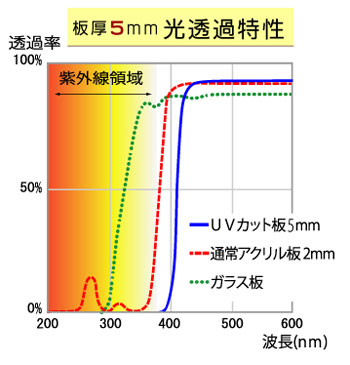 板厚5mm 光透過特性
透過率
100%
紫外線領域
50%
UVカット板5mm
通常アクリル板2mm
ガラス板
0%
200 300 400 500 600
波長(nm)